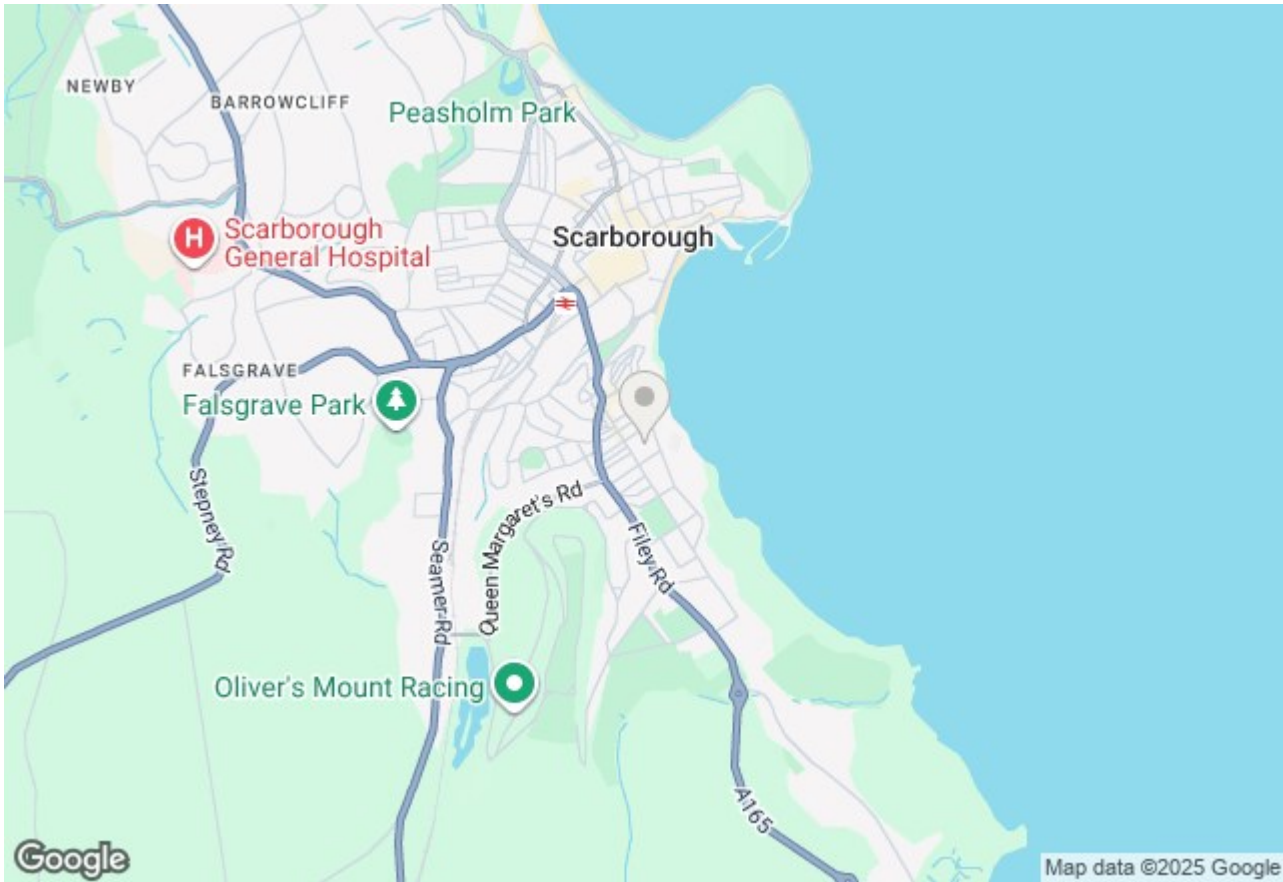 NEWBY
BARROWCLIFF
Peasholm Park
H
Scarborough
General Hospital
Scarborough
FALSGRAVE
Falsgrave Park
Stepney Rd
Seamer Rd
Queen Margaret's Rd
Filey Rd
Oliver's Mount Racing
A165
Google
Map data ©2025 Google